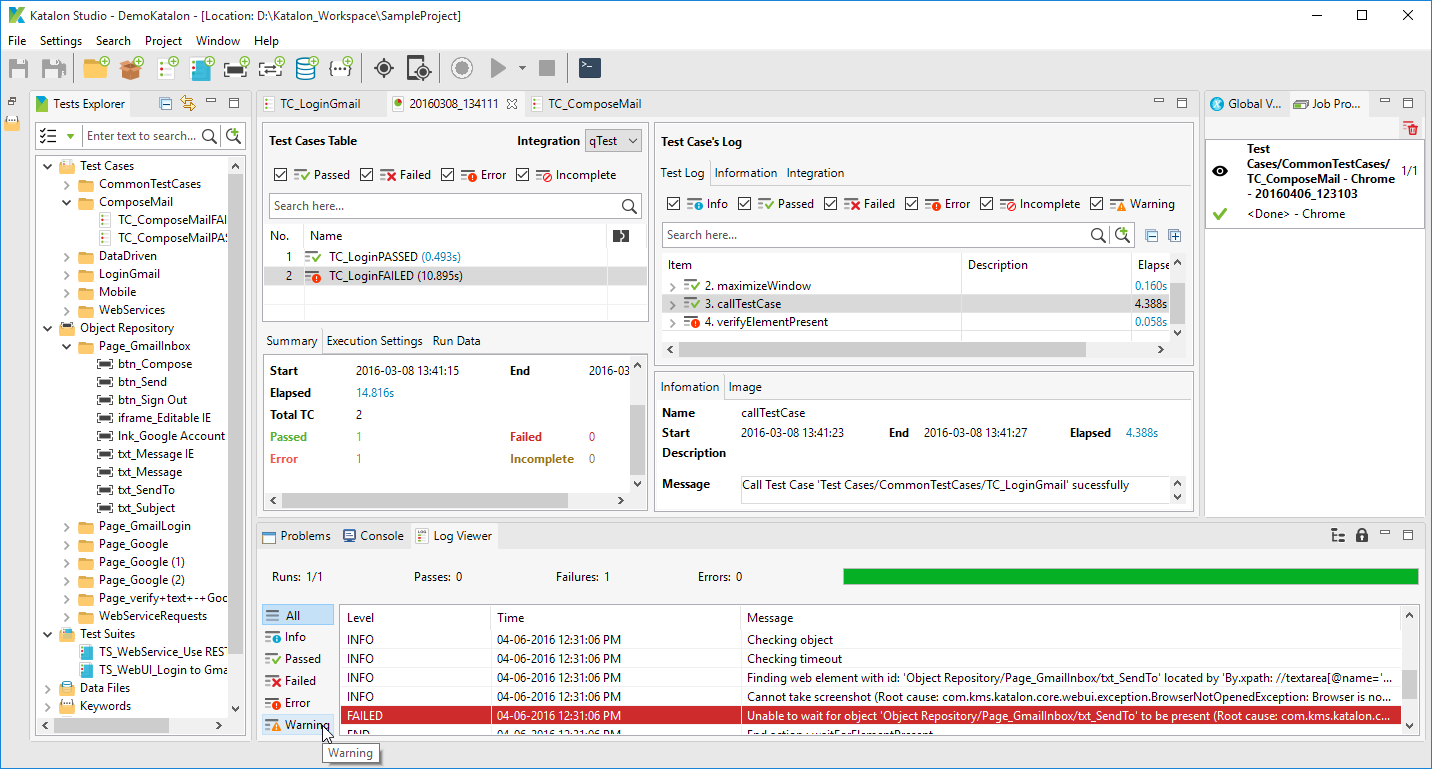 Katalon Studio - DemoKatalon - [Location: D:\Katalon_Workspace\SampleProject]
File Settings Search Project Window Help
Tests Explorer
Enter text to search...
Test Cases
CommonTestCases
ComposeMail
TC_ComposeMailFAI
TC_ComposeMailPAS
DataDriven
LoginGmail
Mobile
WebServices
Object Repository
Page_GmailInbox
btn_Compose
btn_Send
btn_Sign Out
iframe_Editable IE
lnk_Google Account
txt_Message IE
txt_Message
txt_SendTo
txt_Subject
Page_GmailLogin
Page_Google
Page_Google (1)
Page_Google (2)
Page_verify+text+-+Goo
WebServiceRequests
Test Suites
TS_WebService_Use REST
TS_WebUI_Login to Gma
Data Files
Keywords
TC_LoginGmail 20160308_134111 TC_ComposeMail
Test Cases Table Integration qTest
Passed Failed Error Incomplete
Search here...
No. Name
1 TC_LoginPASSED (0.493s)
2 TC_LoginFAILED (10.895s)
Summary Execution Settings Run Data
Start 2016-03-08 13:41:15 End 2016-03
Elapsed 14.816s
Total TC 2
Passed 1 Failed 0
Error 1 Incomplete 0
Test Case's Log
Test Log Information Integration
Info Passed Failed Error Incomplete Warning
Search here...
Item Description Elapse
2. maximizeWindow 0.160s
3. callTestCase 4.388s
4. verifyElementPresent 0.058s
Infomation Image
Name callTestCase
Start 2016-03-08 13:41:23 End 2016-03-08 13:41:27 Elapsed 4.388s
Description
Message Call Test Case 'Test Cases/CommonTestCases/TC_LoginGmail' sucessfully
Global V... Job Pro...
Test
Cases/CommonTestCases/
TC_ComposeMail - Chrome 1/1
- 20160406_123103
<Done> - Chrome
Problems Console Log Viewer
Runs: 1/1 Passes: 0 Failures: 1 Errors: 0
All
Info
Passed
Failed
Error
Warning
Level Time Message
INFO 04-06-2016 12:31:06 PM Checking object
INFO 04-06-2016 12:31:06 PM Checking timeout
INFO 04-06-2016 12:31:06 PM Finding web element with id: 'Object Repository/Page_GmailInbox/txt_SendTo' located by 'By.xpath: //textarea[@name='...
INFO 04-06-2016 12:31:06 PM Cannot take screenshot (Root cause: com.kms.katalon.core.webui.exception.BrowserNotOpenedException: Browser is no...
FAILED 04-06-2016 12:31:06 PM Unable to wait for object 'Object Repository/Page_GmailInbox/txt_SendTo' to be present (Root cause: com.kms.katalon.c...
END 04-06-2016 12:31:06 PM End action : waitForElementPresent
Warning